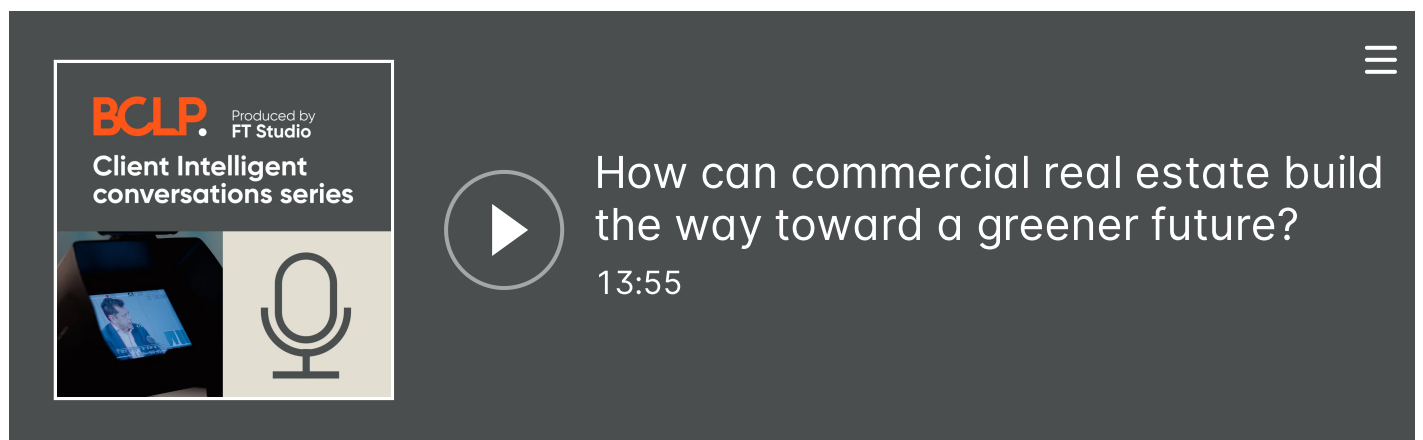 BCLP.
Produced by
FT Studio
Client Intelligent
conversations series
How can commercial real estate build
the way toward a greener future?
13:55